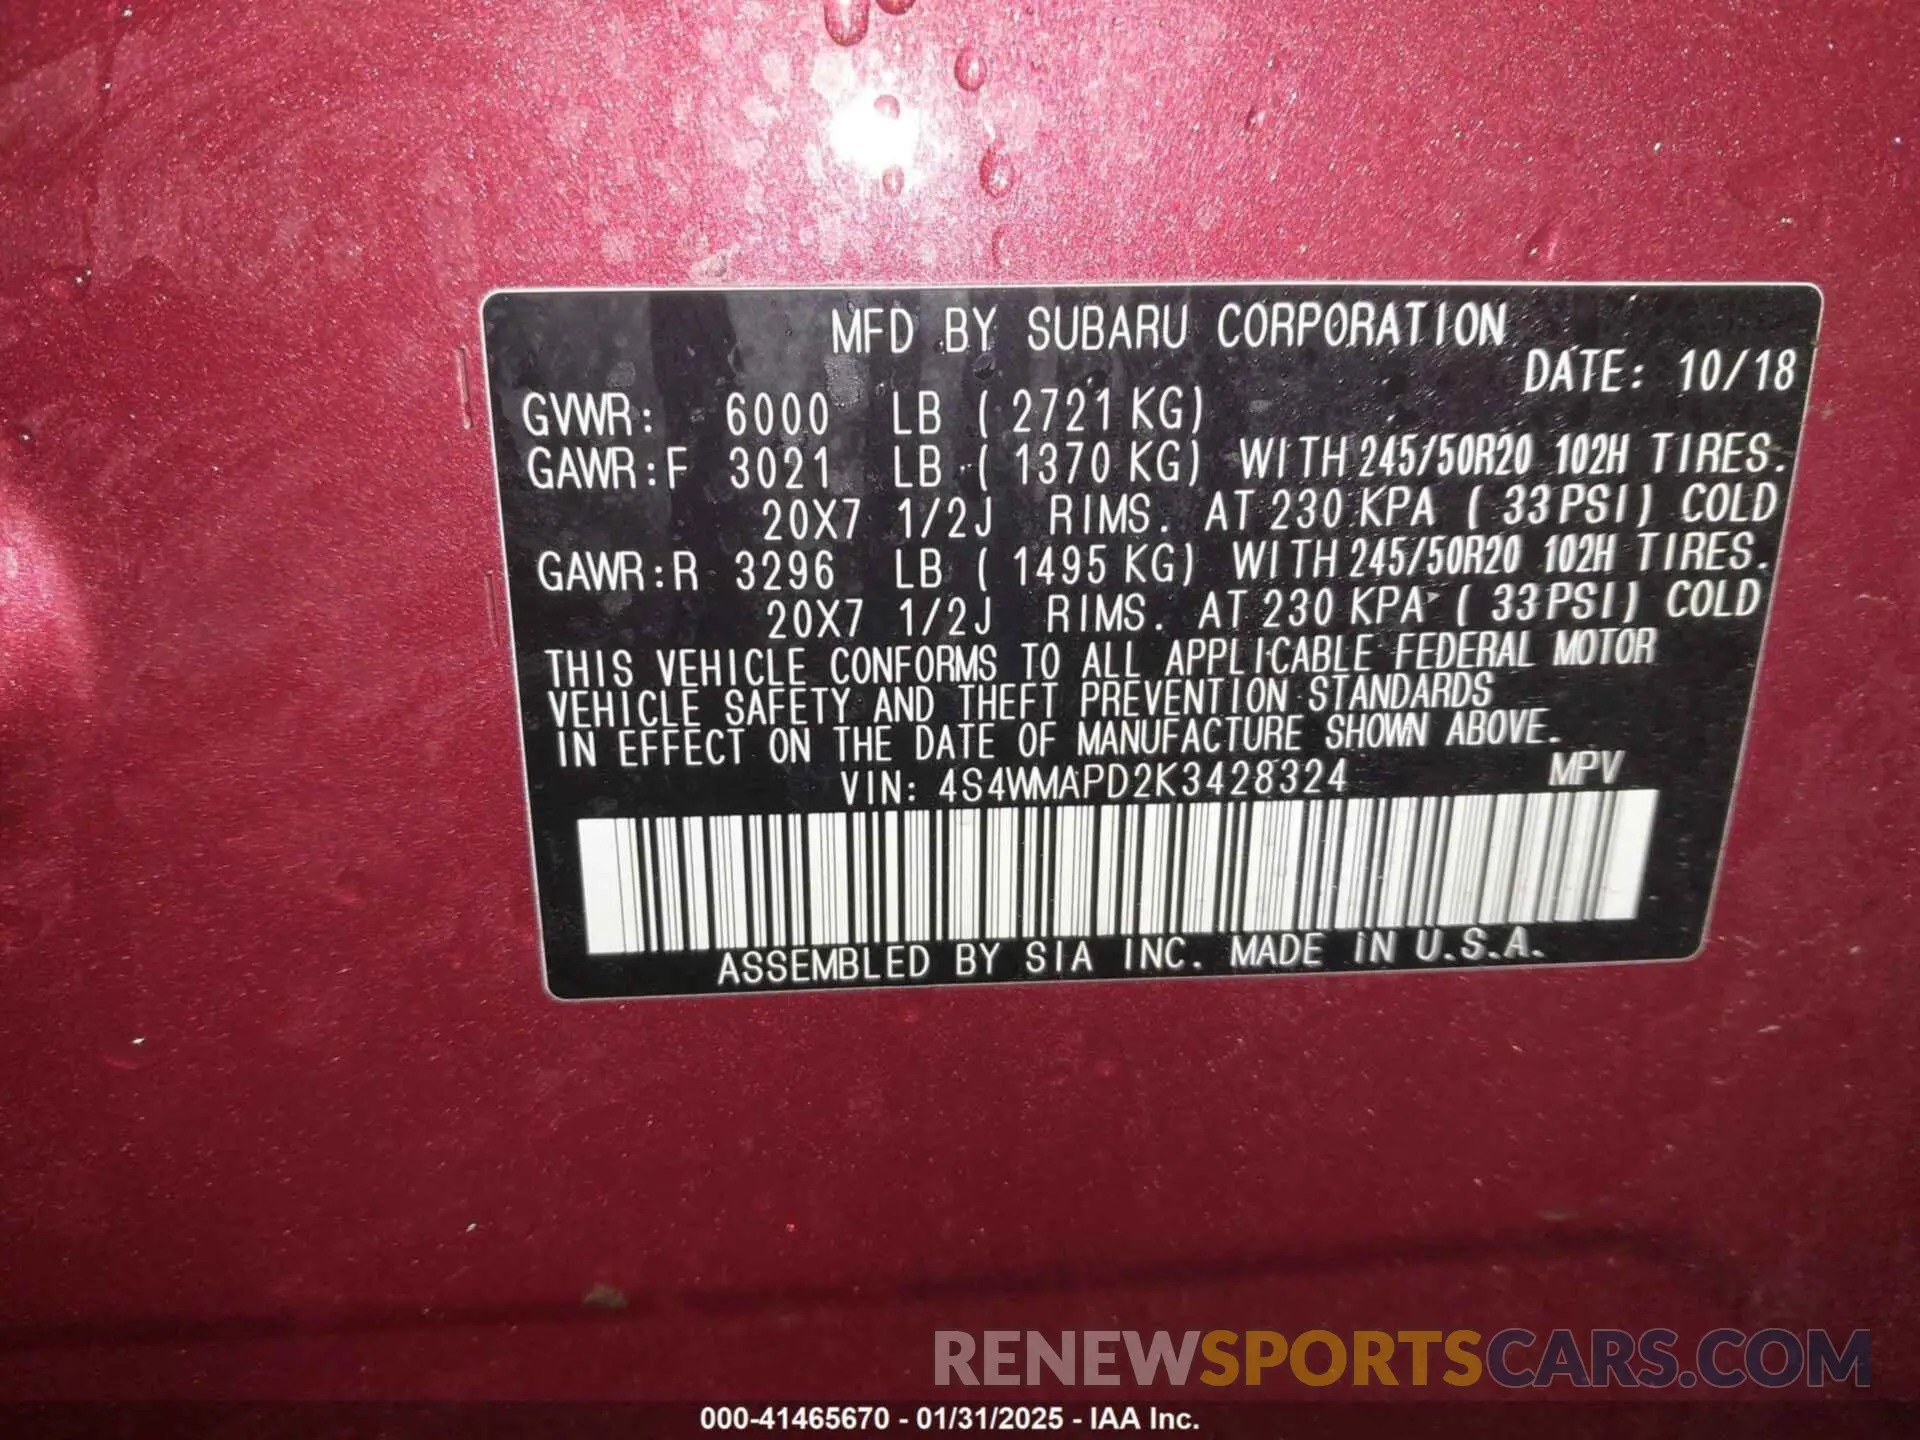 MFD BY SUBARU CORPORATION
DATE: 10/18
GVWR: 6000 LB ( 2721 KG)
GAWR:F 3021 LB ( 1370 KG) WITH 245/50R20 102H TIRES.
20X7 1/2J RIMS. AT 230 KPA ( 33PSI) COLD
GAWR:R 3296 LB ( 1495 KG) WITH 245/50R20 102H TIRES.
20X7 1/2J RIMS. AT 230 KPA ( 33PSI) COLD
THIS VEHICLE CONFORMS TO ALL APPLICABLE FEDERAL MOTOR
VEHICLE SAFETY AND THEFT PREVENTION STANDARDS
IN EFFECT ON THE DATE OF MANUFACTURE SHOWN ABOVE.
VIN: 4S4WMAPD2K3428324 MPV
ASSEMBLED BY SIA INC. MADE IN U.S.A.
RENEWSPORTSCARS.COM
000-41465670 - 01/31/2025 - IAA Inc.